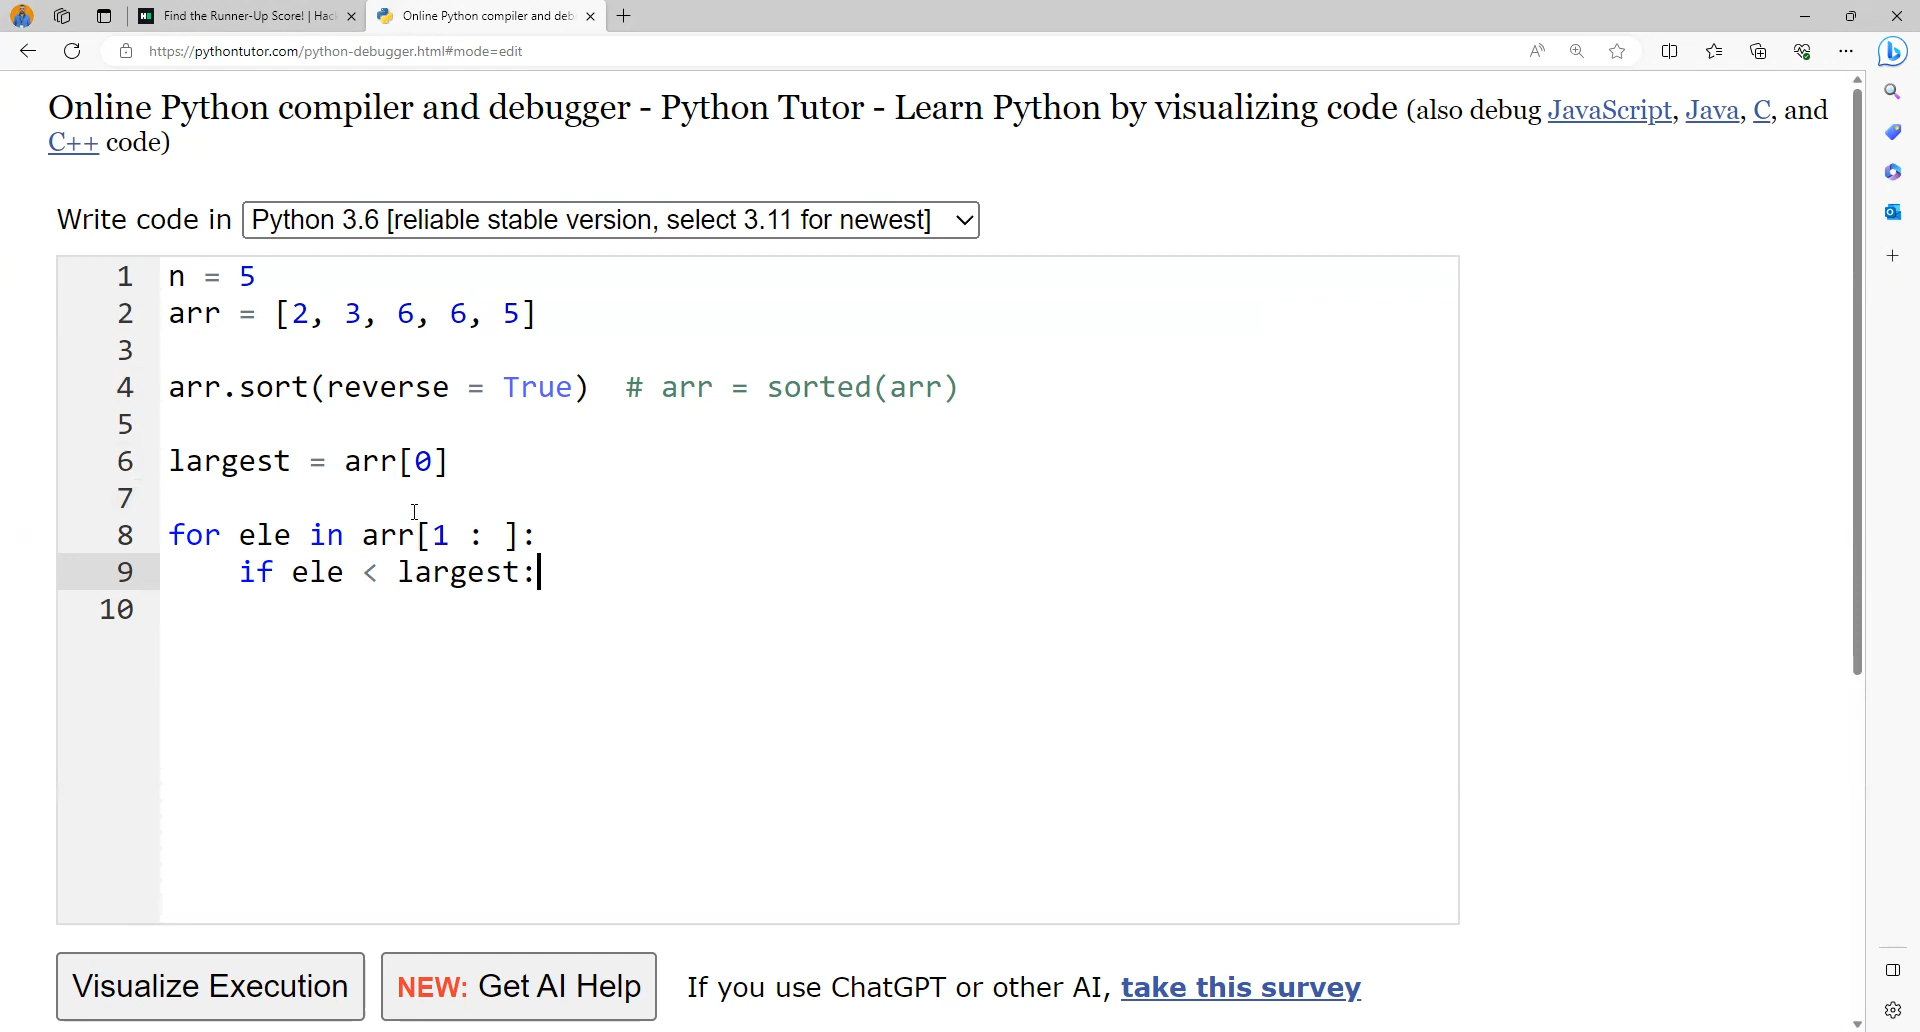 Find the Runner-Up Score! | Hac
Online Python compiler and deb
https://pythontutor.com/python-debugger.html#mode=edit
Online Python compiler and debugger - Python Tutor - Learn Python by visualizing code (also debug JavaScript, Java, C, and
C++ code)
Write code in Python 3.6 [reliable stable version, select 3.11 for newest]
1 n = 5
2 arr = [2, 3, 6, 6, 5]
3
4 arr.sort(reverse = True)  # arr = sorted(arr)
5
6 largest = arr[0]
7
8 for ele in arr[1 : ]:
9     if ele < largest:
10
Visualize Execution NEW: Get AI Help If you use ChatGPT or other AI, take this survey